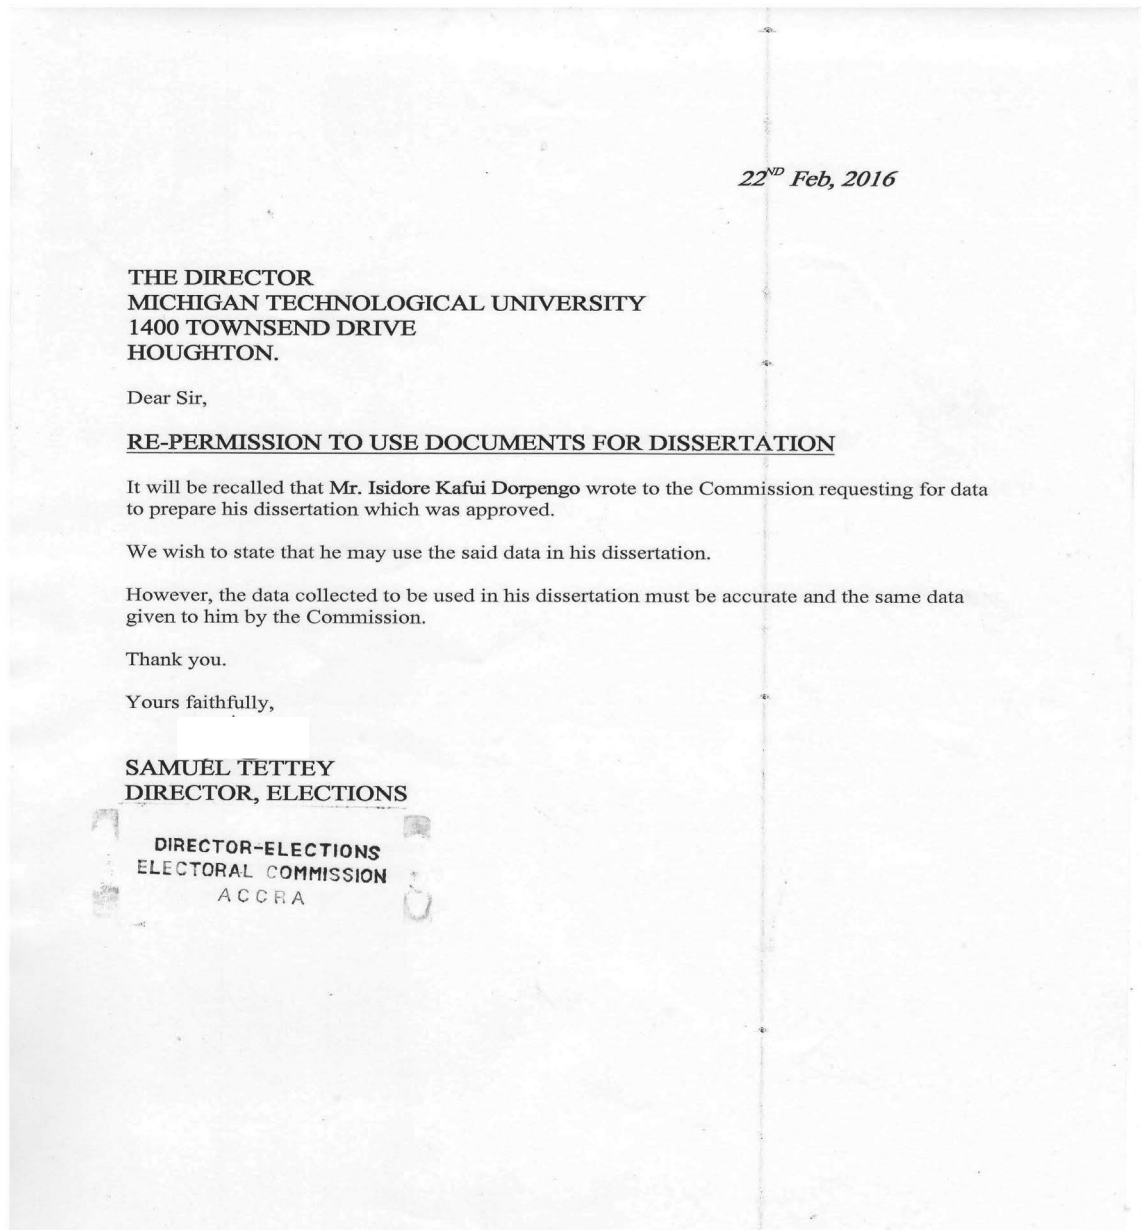 22ND Feb, 2016
THE DIRECTOR
MICHIGAN TECHNOLOGICAL UNIVERSITY
1400 TOWNSEND DRIVE
HOUGHTON.
Dear Sir,
RE-PERMISSION TO USE DOCUMENTS FOR DISSERTATION
It will be recalled that Mr. Isidore Kafui Dorpengo wrote to the Commission requesting for data
to prepare his dissertation which was approved.
We wish to state that he may use the said data in his dissertation.
However, the data collected to be used in his dissertation must be accurate and the same data
given to him by the Commission.
Thank you.
Yours faithfully,
SAMUEL TETTEY
DIRECTOR, ELECTIONS
DIRECTOR-ELECTIONS
ELECTORAL COMMISSION
ACCRA